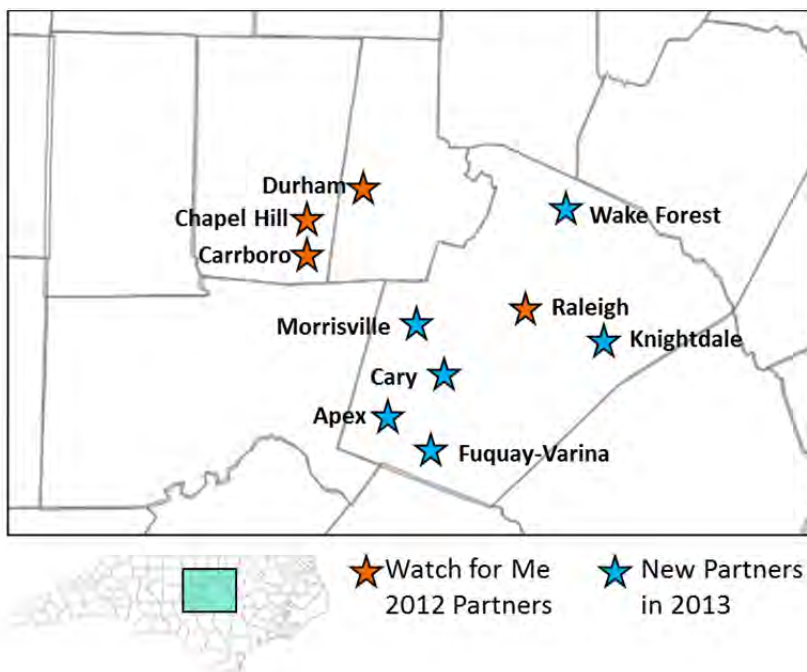 Durham
Chapel Hill
Wake Forest
Carrboro
Raleigh
Morrisville
Knightdale
Cary
Apex
Fuquay-Varina
Watch for Me
2012 Partners
New Partners
in 2013